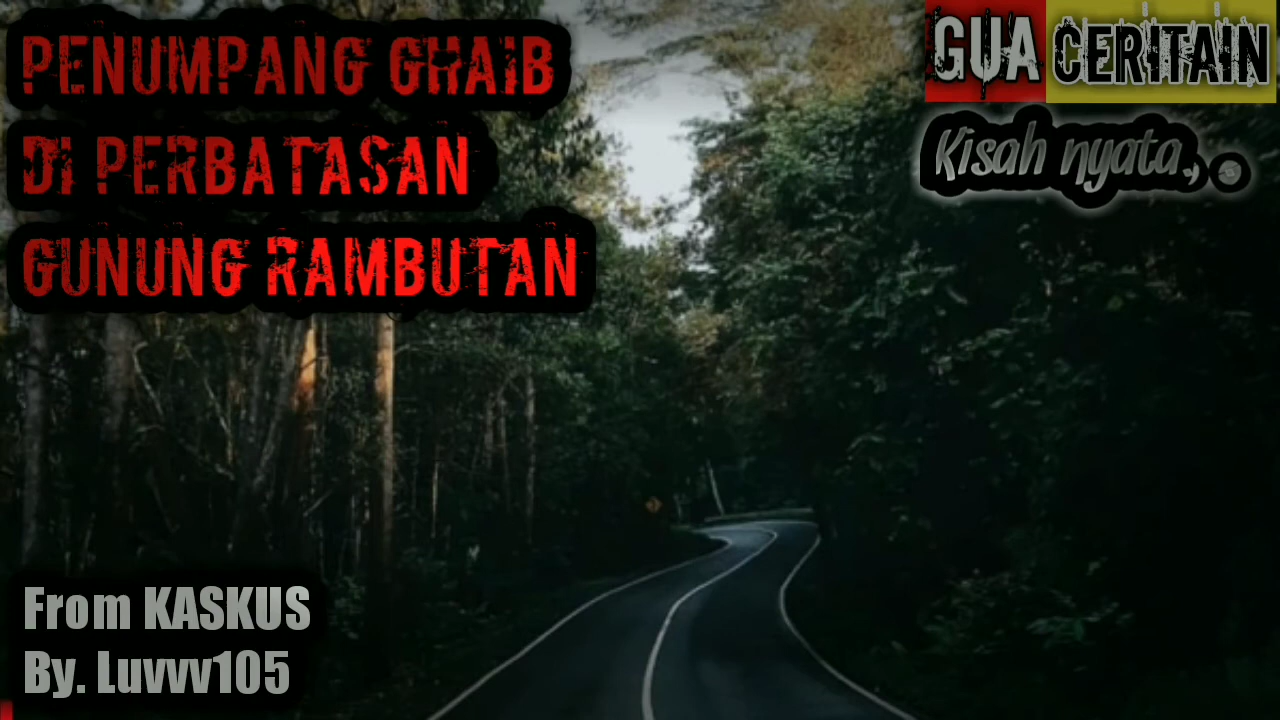 PENUMPANG GHAIB
DI PERBATASAN
GUNUNG RAMBUTAN
GUA CERITAIN
Kisah nyata.,
From KASKUS
By. Luvvv105